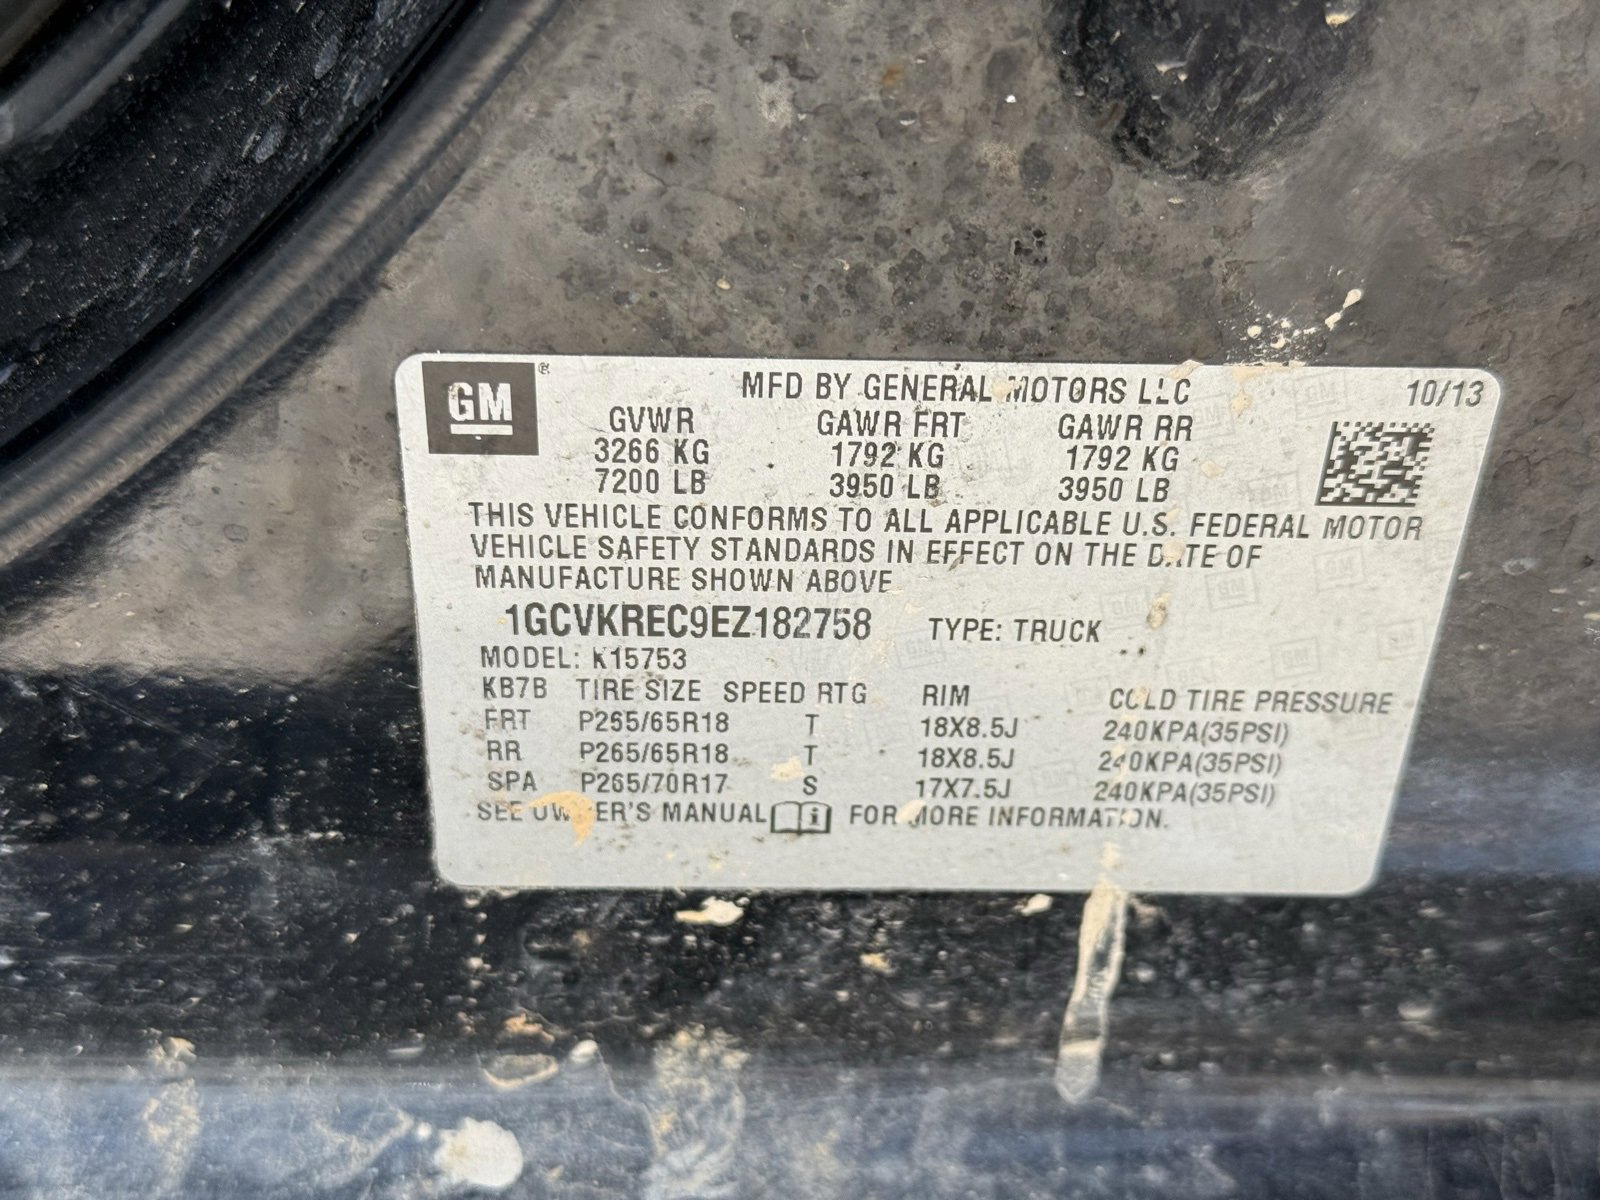 GM ®
MFD BY GENERAL MOTORS LLC 10/13
GVWR GAWR FRT GAWR RR
3266 KG 1792 KG 1792 KG
7200 LB 3950 LB 3950 LB
THIS VEHICLE CONFORMS TO ALL APPLICABLE U.S. FEDERAL MOTOR
VEHICLE SAFETY STANDARDS IN EFFECT ON THE DATE OF
MANUFACTURE SHOWN ABOVE
1GCVKREC9EZ182758 TYPE: TRUCK
MODEL: K15753
KB7B TIRE SIZE SPEED RTG RIM COLD TIRE PRESSURE
FRT P265/65R18 T 18X8.5J 240KPA(35PSI)
RR P265/65R18 T 18X8.5J 240KPA(35PSI)
SPA P265/70R17 S 17X7.5J 240KPA(35PSI)
SEE OWNER'S MANUAL FOR MORE INFORMATION.